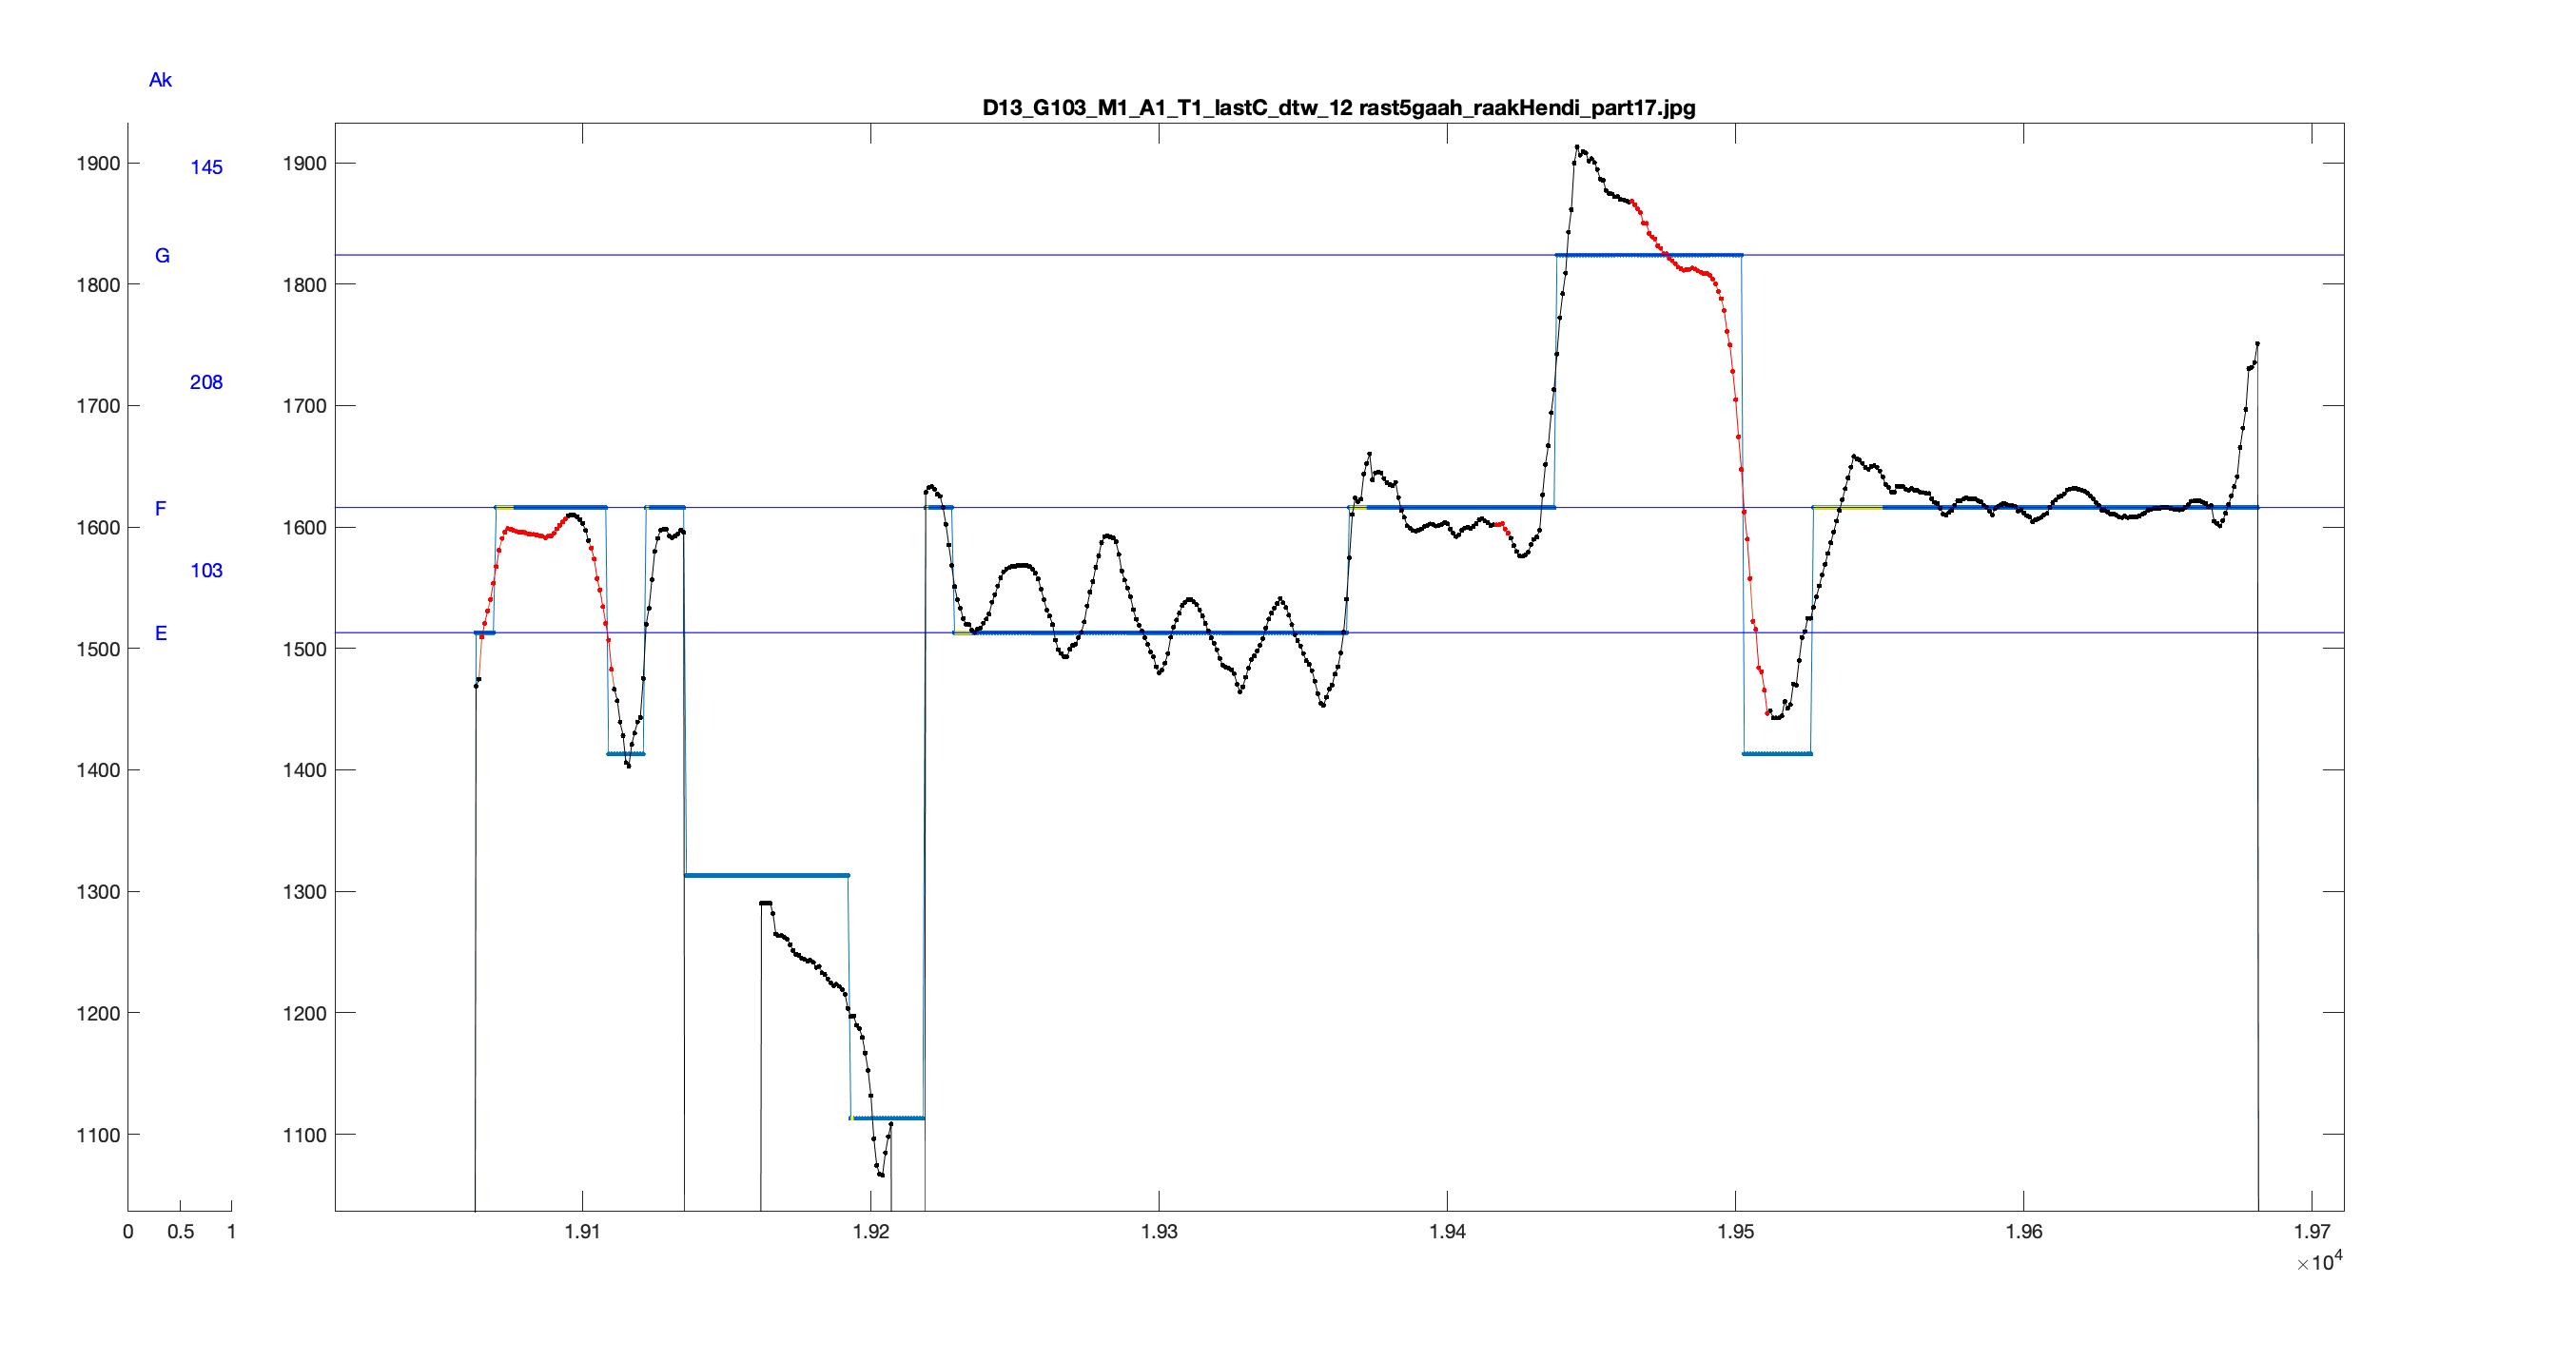 Ak
D13_G103_M1_A1_T1_lastC_dtw_12 rast5gaah_raakHendi_part17.jpg
1900 145 1900
G
1800 1800
208
1700 1700
F
1600 1600
103
E
1500 1500
1400 1400
1300 1300
1200 1200
1100 1100
0 0.5 1 1.91 1.92 1.93 1.94 1.95 1.96 1.97
×10⁴